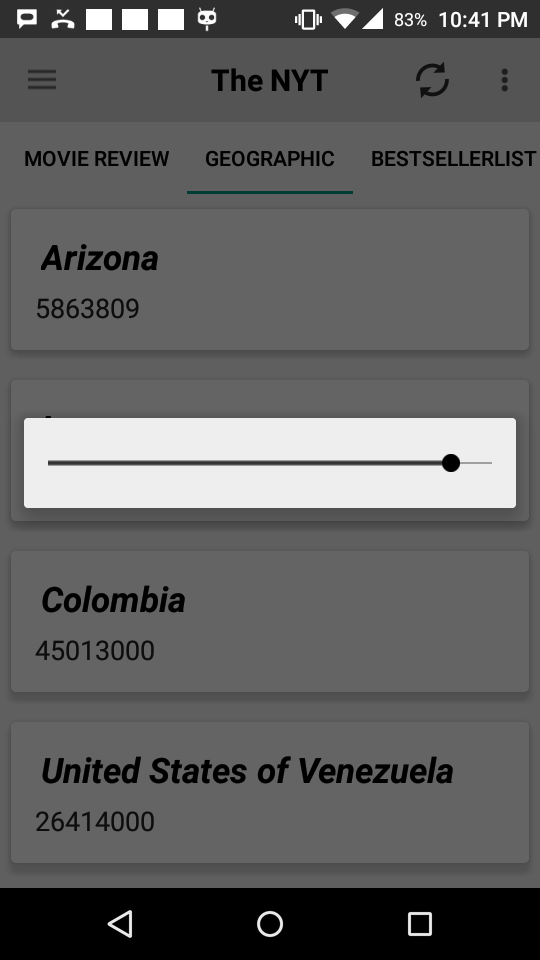 83% 10:41 PM
The NYT
MOVIE REVIEW GEOGRAPHIC BESTSELLERLIST
Arizona
5863809
Colombia
45013000
United States of Venezuela
26414000